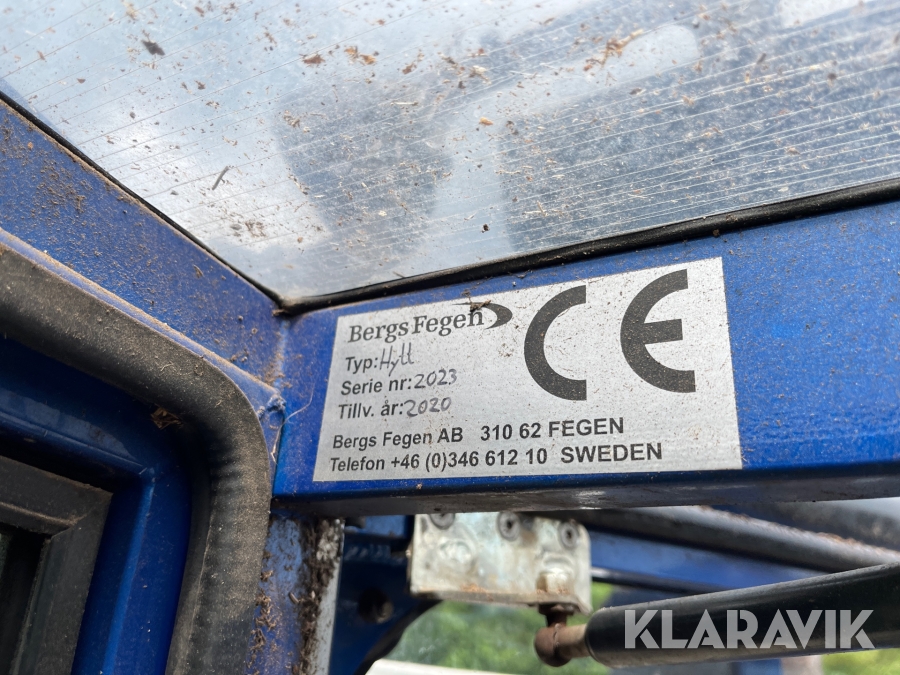 Bergs Fegen
CE
Typ: Hytt
Serie nr: 2023
Tillv. år: 2020
Bergs Fegen AB 310 62 FEGEN
Telefon +46 (0)346 612 10 SWEDEN
KLARAVIK